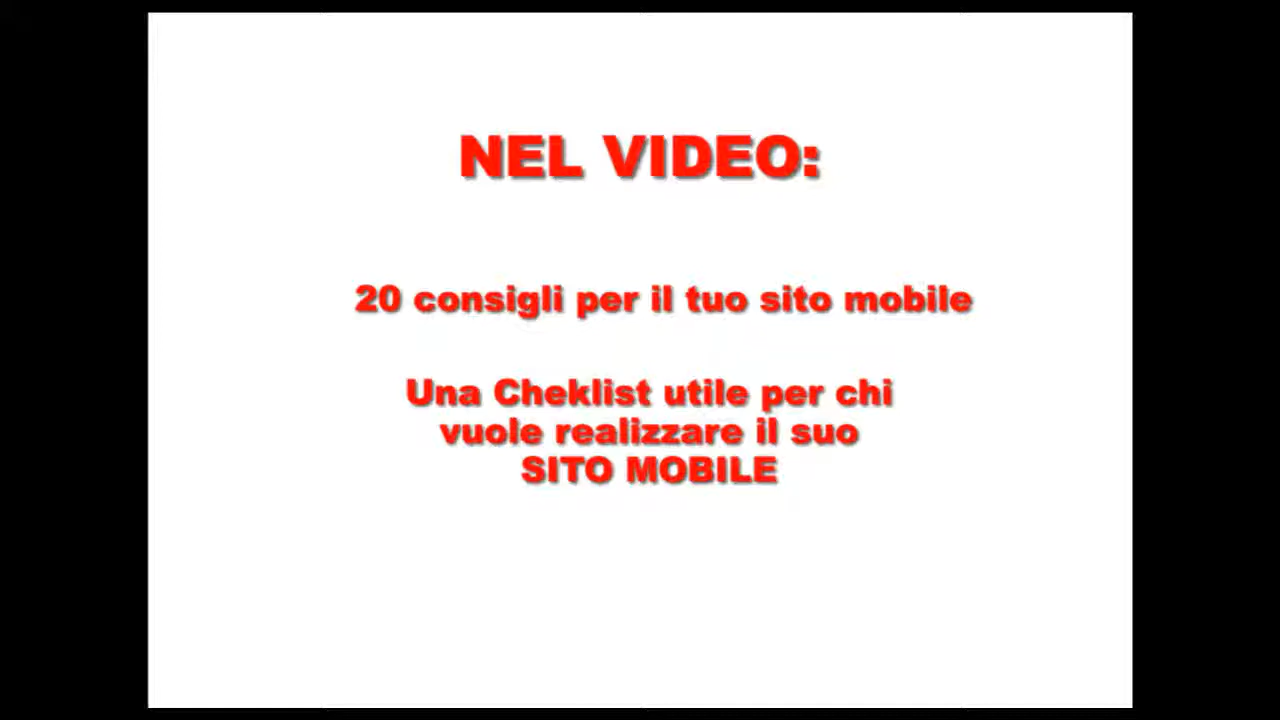 NEL VIDEO:
20 consigli per il tuo sito mobile
Una Cheklist utile per chi
vuole realizzare il suo
SITO MOBILE